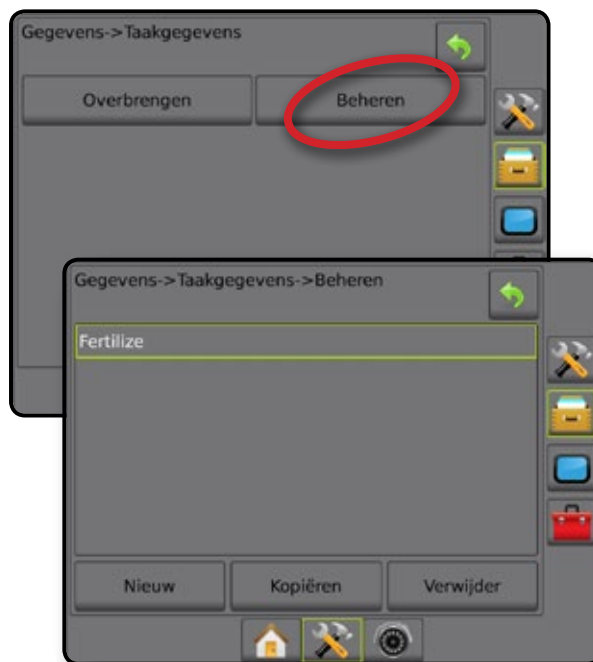 Gegevens->Taakgegevens
Overbrengen Beheren
Gegevens->Taakgegevens->Beheren
Fertilize
Nieuw Kopiëren Verwijder